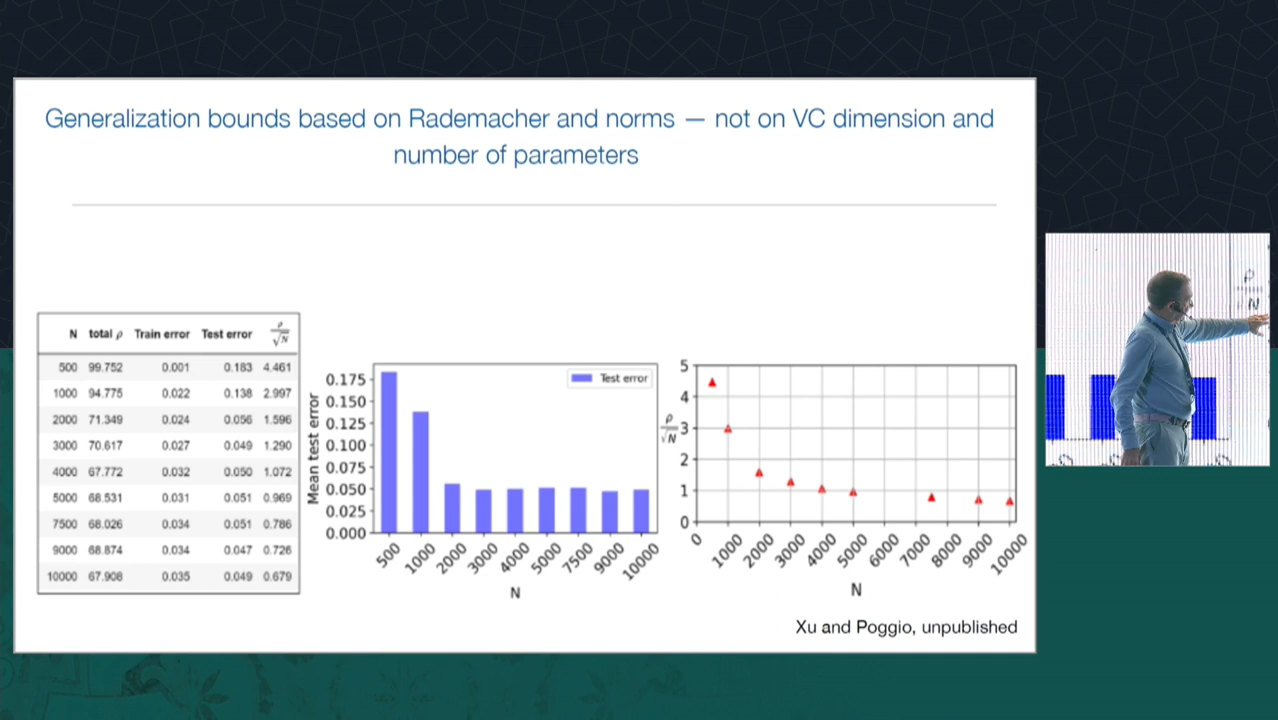 Generalization bounds based on Rademacher and norms — not on VC dimension and
number of parameters
N total ρ Train error Test error ρ/√N
500 99.752 0.001 0.183 4.461
1000 94.775 0.022 0.138 2.997
2000 71.349 0.024 0.056 1.596
3000 70.617 0.027 0.049 1.290
4000 67.772 0.032 0.050 1.072
5000 68.531 0.031 0.051 0.969
7500 68.026 0.034 0.051 0.786
9000 68.874 0.034 0.047 0.726
10000 67.908 0.035 0.049 0.679
Mean test error
0.175
0.150
0.125
0.100
0.075
0.050
0.025
0.000
Test error
500 1000 2000 3000 4000 5000 7500 9000 10000
N
ρ/√N
5
4
3
2
1
0
0 1000 2000 3000 4000 5000 6000 7000 8000 9000 10000
N
Xu and Poggio, unpublished
ρ
√N